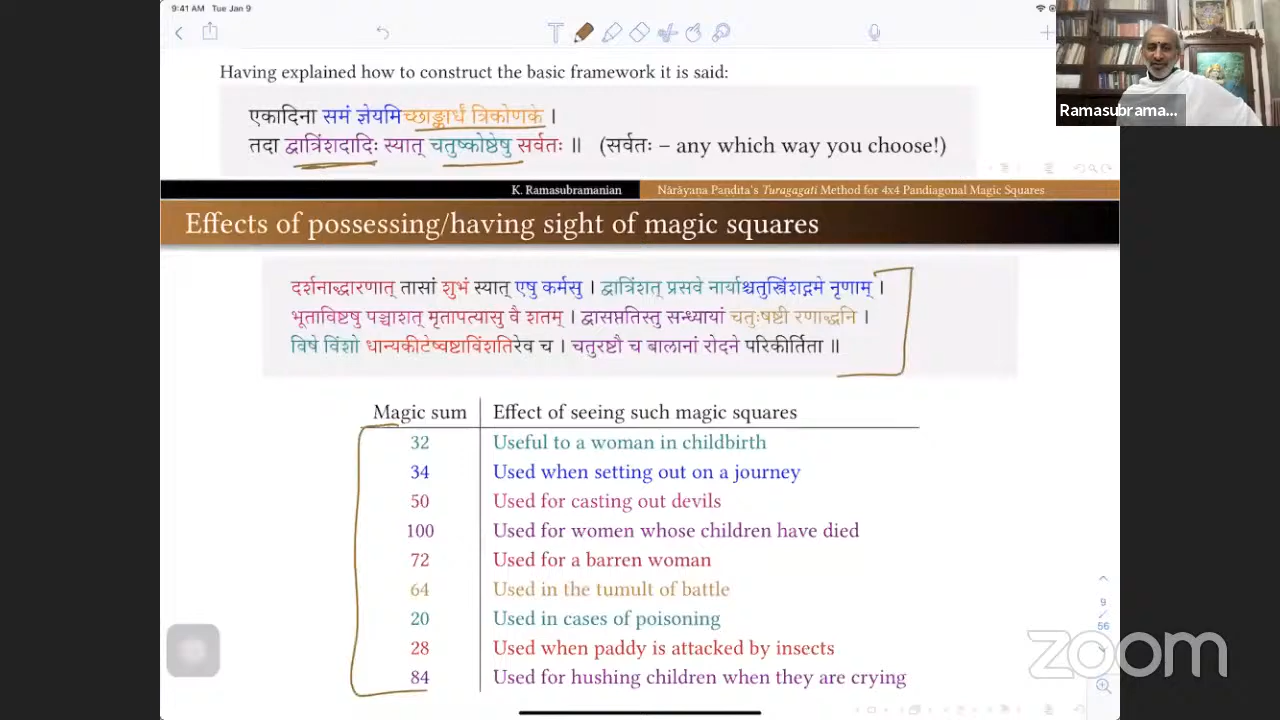 9:41 AM Tue Jan 9
Having explained how to construct the basic framework it is said:
एकादिना समं ज्ञेयमिच्छाङ्कार्धं त्रिकोणके ।
तदा द्वात्रिंशदादिः स्यात् चतुष्कोष्ठेषु सर्वतः ॥ (सर्वतः – any which way you choose!)
K. Ramasubramanian Nārāyaṇa Paṇḍita's Turagagati Method for 4x4 Pandiagonal Magic Squares
Effects of possessing/having sight of magic squares
दर्शनाद्धारणात् तासां शुभं स्यात् एषु कर्मसु । द्वात्रिंशत् प्रसवे नार्याश्चतुस्त्रिंशद्गमे नृणाम् ।
भूताविष्टषु पञ्चाशत् मृतापत्यासु वै शतम् । द्वासप्ततिस्तु सन्ध्यायां चतुःषष्टी रणाद्ध्वनि ।
विषे विंशो धान्यकीटेष्वष्टाविंशतिरेव च । चतुरष्टौ च बालानां रोदने परिकीर्तिता ॥
Magic sum Effect of seeing such magic squares
32 Useful to a woman in childbirth
34 Used when setting out on a journey
50 Used for casting out devils
100 Used for women whose children have died
72 Used for a barren woman
64 Used in the tumult of battle
20 Used in cases of poisoning
28 Used when paddy is attacked by insects
84 Used for hushing children when they are crying
9
56
Ramasubrama...
zoom